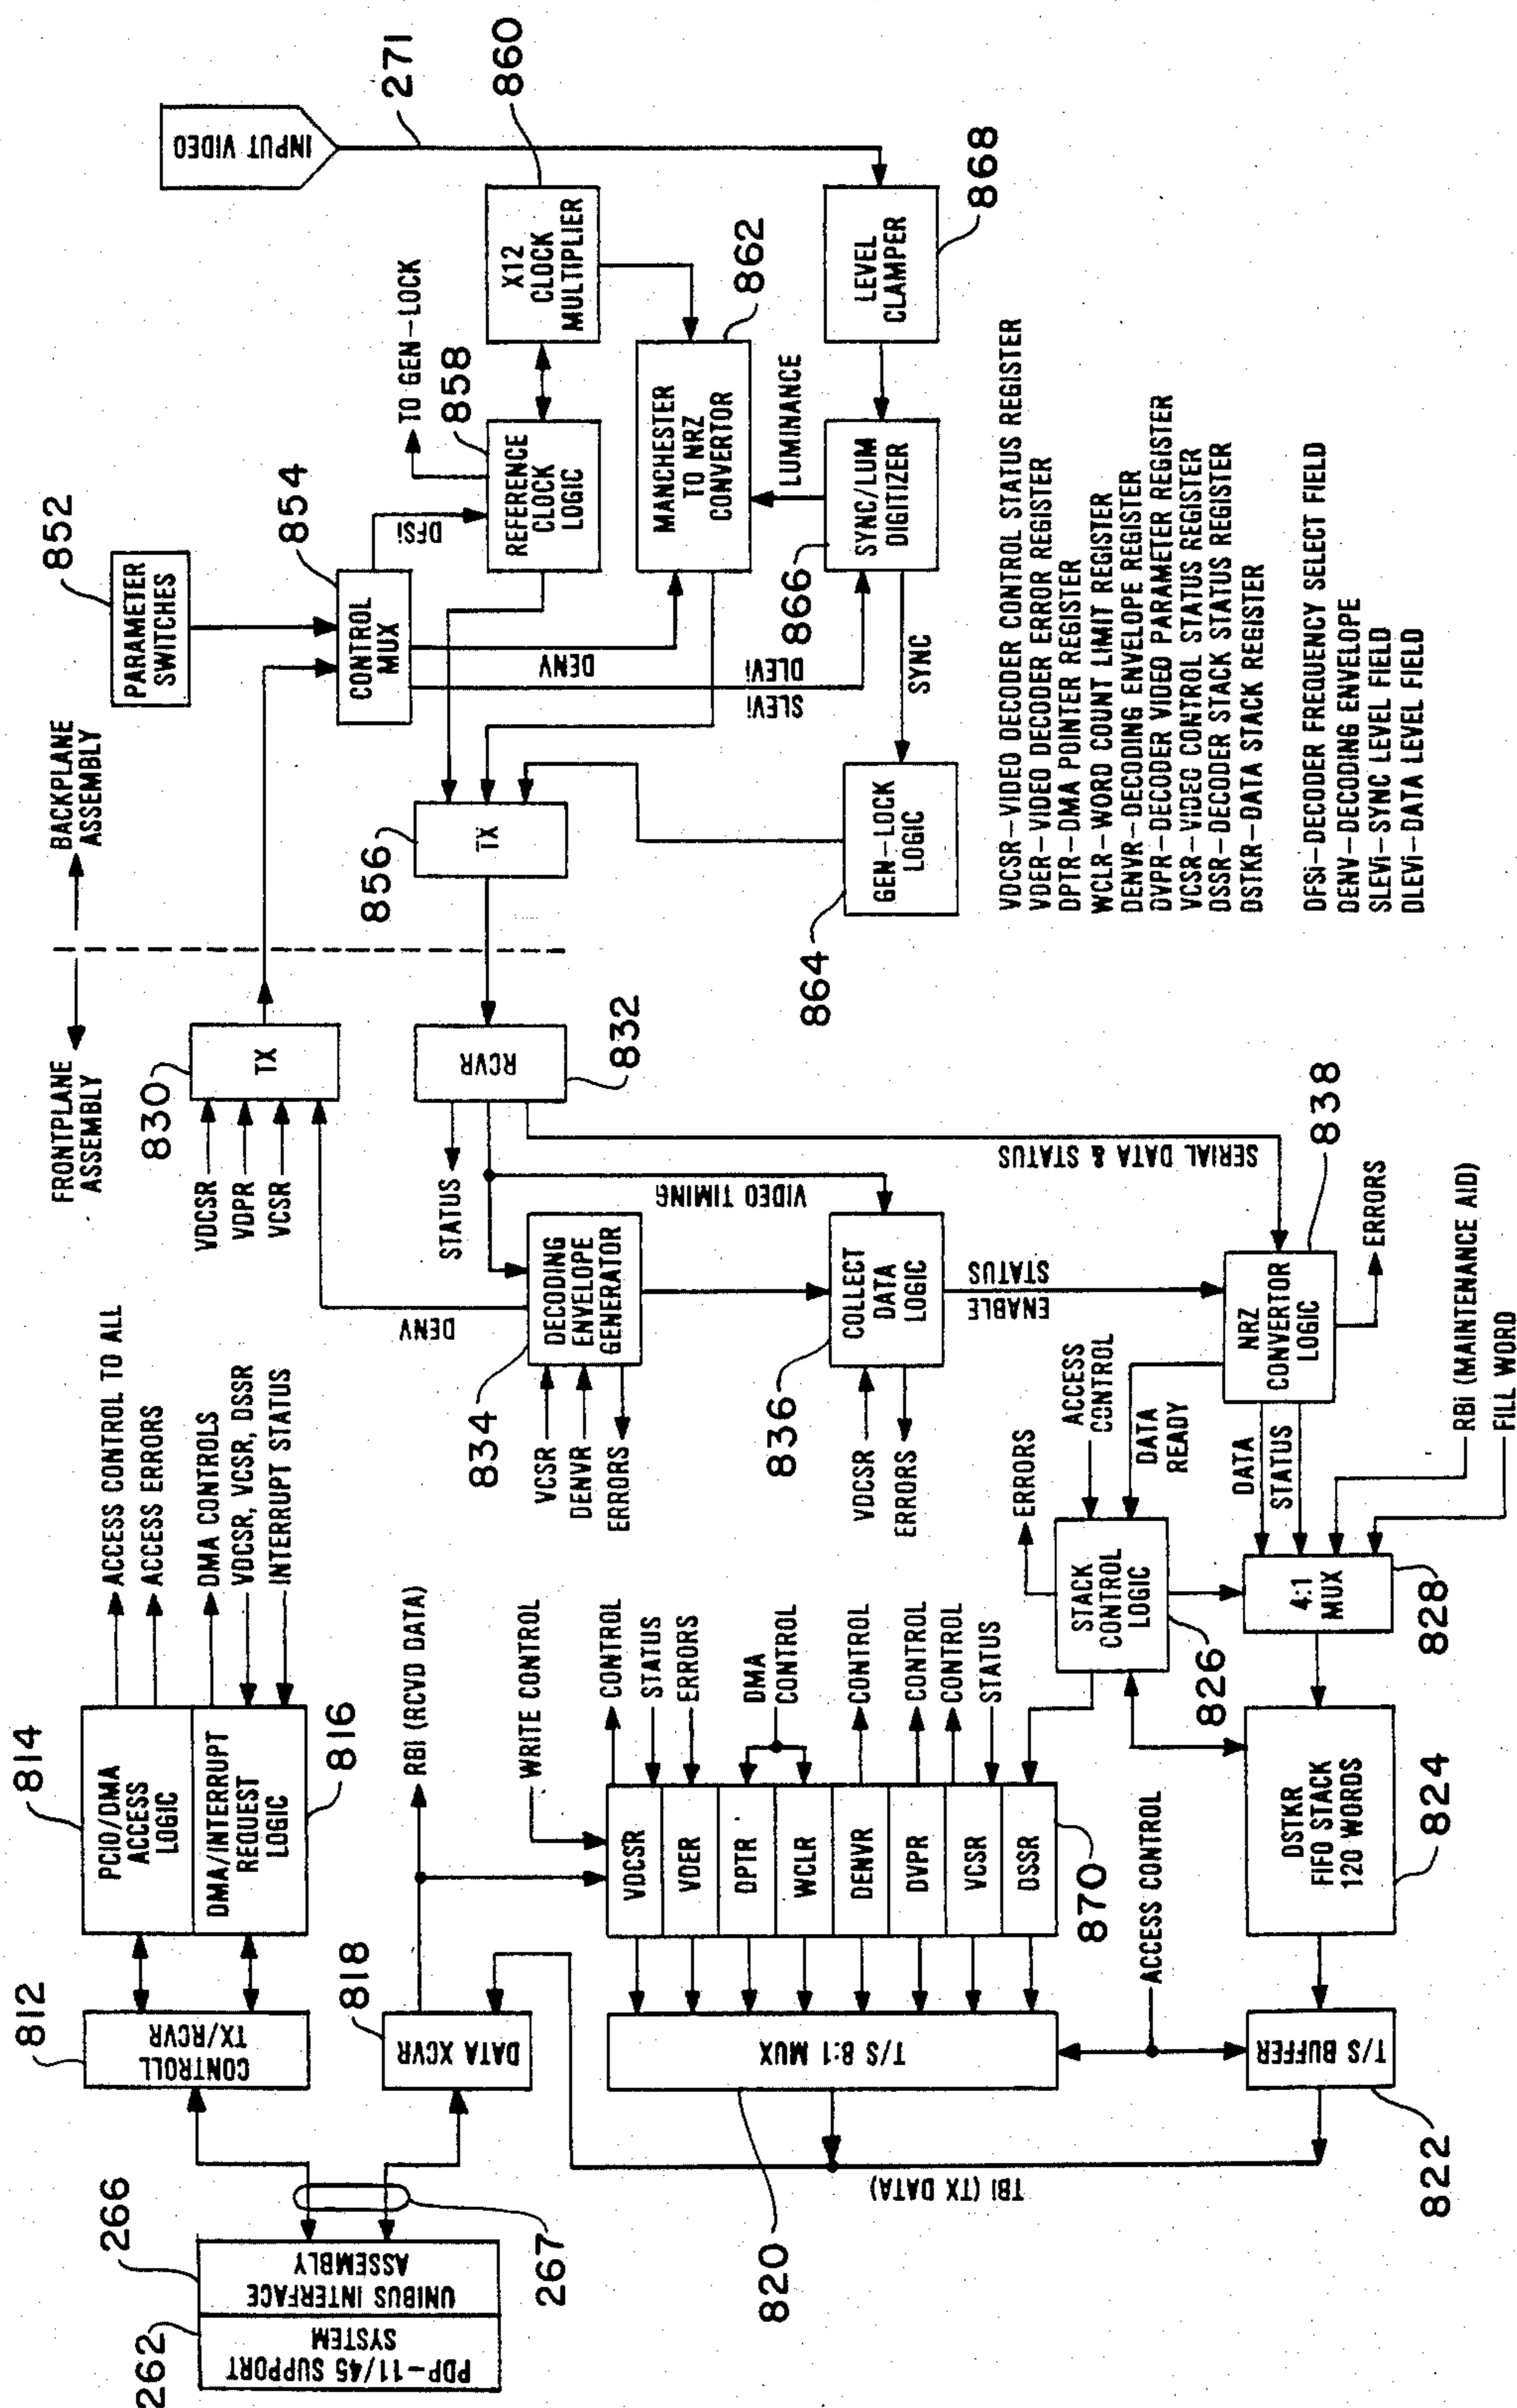 262
266
PDP-11/45 SUPPORT
SYSTEM
UNIBUS INTERFACE
ASSEMBLY
267
812
CONTROLL
TX/RCVR
814
PCIO/DMA
ACCESS
LOGIC
DMA/INTERRUPT
REQUEST
LOGIC
816
ACCESS CONTROL TO ALL
ACCESS ERRORS
DMA CONTROLS
VDCSR, VCSR, DSSR
INTERRUPT STATUS
818
DATA XCVR
RBI (RCVD DATA)
WRITE CONTROL
820
T/S 8:1 MUX
TBi (TX DATA)
VDCSR
VDER
DPTR
WCLR
DENVR
DVPR
VCSR
DSSR
870
CONTROL
STATUS
ERRORS
DMA
CONTROL
CONTROL
CONTROL
CONTROL
STATUS
ACCESS CONTROL
822
T/S BUFFER
DSTKR
FIFO STACK
120 WORDS
824
STACK
CONTROL
LOGIC
826
ERRORS
ACCESS
CONTROL
DATA
READY
4:1
MUX
828
DATA
STATUS
RBi (MAINTENANCE AID)
FILL WORD
FRONTPLANE
ASSEMBLY
BACKPLANE
ASSEMBLY
830
TX
VDCSR
VDPR
VCSR
DENV
RCVR
832
STATUS
VIDEO TIMING
SERIAL DATA & STATUS
834
DECODING
ENVELOPE
GENERATOR
VCSR
DENVR
ERRORS
836
COLLECT
DATA
LOGIC
VDCSR
ERRORS
ENABLE
STATUS
838
NRZ
CONVERTOR
LOGIC
ERRORS
852
PARAMETER
SWITCHES
854
CONTROL
MUX
DFSi
DENV
SLEVi
DLEVi
856
TX
858
REFERENCE
CLOCK
LOGIC
TO GEN-LOCK
860
X12
CLOCK
MULTIPLIER
862
MANCHESTER
TO NRZ
CONVERTOR
LUMINANCE
864
GEN-LOCK
LOGIC
SYNC
866
SYNC/LUM
DIGITIZER
868
LEVEL
CLAMPER
INPUT VIDEO
271
VDCSR-VIDEO DECODER CONTROL STATUS REGISTER
VDER-VIDEO DECODER ERROR REGISTER
DPTR-DMA POINTER REGISTER
WCLR-WORD COUNT LIMIT REGISTER
DENVR-DECODING ENVELOPE REGISTER
DVPR-DECODER VIDEO PARAMETER REGISTER
VCSR-VIDEO CONTROL STATUS REGISTER
DSSR-DECODER STACK STATUS REGISTER
DSTKR-DATA STACK REGISTER
DFSi-DECODER FREQUENCY SELECT FIELD
DENV-DECODING ENVELOPE
SLEVi-SYNC LEVEL FIELD
DLEVi-DATA LEVEL FIELD